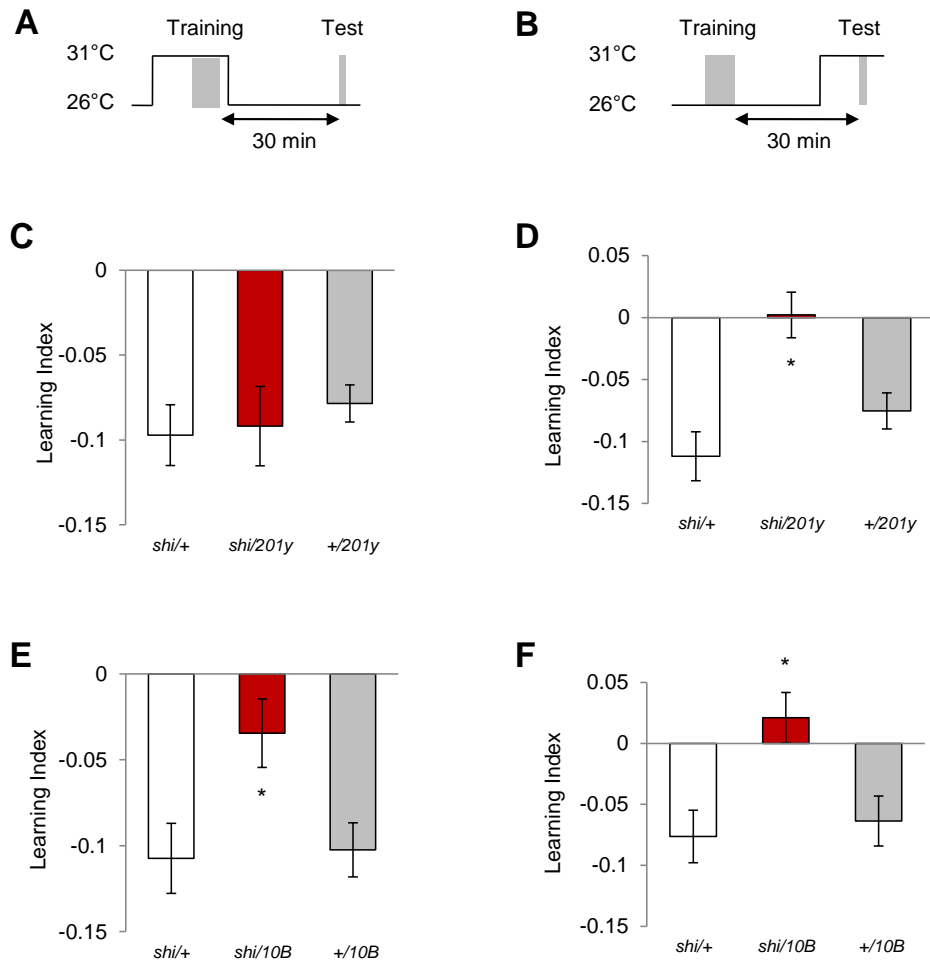 A
Training
Test
31°C
26°C
30 min
B
Training
Test
31°C
26°C
30 min
C
0
-0.05
-0.1
-0.15
Learning Index
shi/+
shi/201y
+/201y
D
0.05
0
-0.05
-0.1
-0.15
Learning Index
*
shi/+
shi/201y
+/201y
E
0
-0.05
-0.1
-0.15
Learning Index
*
shi/+
shi/10B
+/10B
F
0.05
0
-0.05
-0.1
-0.15
Learning Index
*
shi/+
shi/10B
+/10B